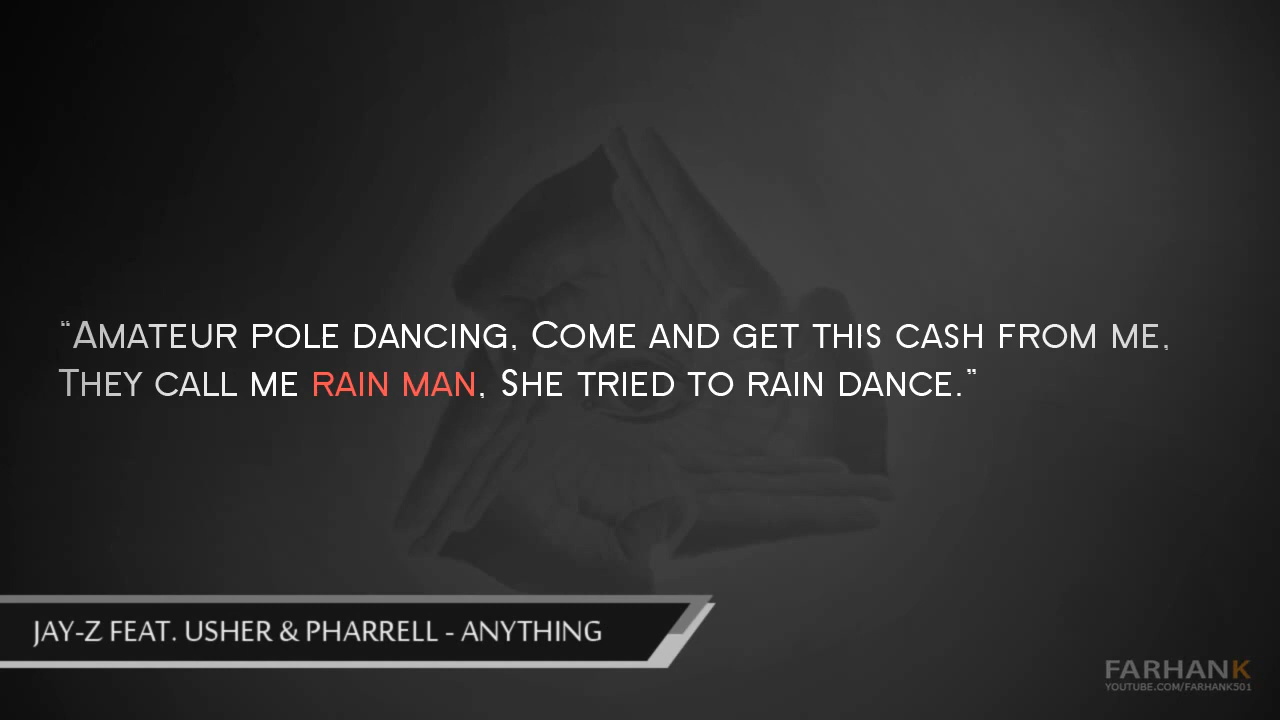 “Amateur pole dancing, Come and get this cash from me,
They call me rain man, She tried to rain dance.”
JAY-Z FEAT. USHER & PHARRELL - ANYTHING
FARHANK
YOUTUBE.COM/FARHANK501